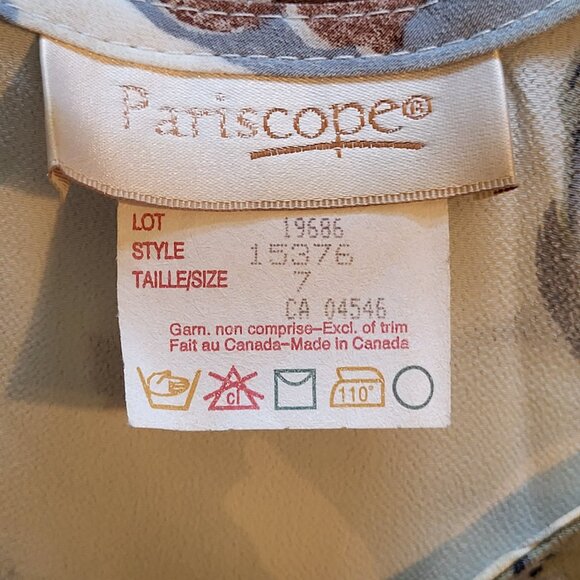 Pariscope®
LOT 19686
STYLE 15376
TAILLE/SIZE 7
CA 04546
Garn. non comprise-Excl. of trim
Fait au Canada-Made in Canada
cl 110°